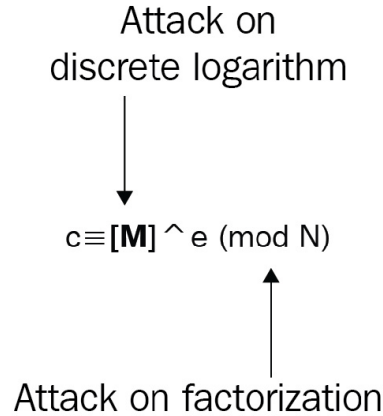 Attack on
discrete logarithm
c≡[M]^e (mod N)
Attack on factorization